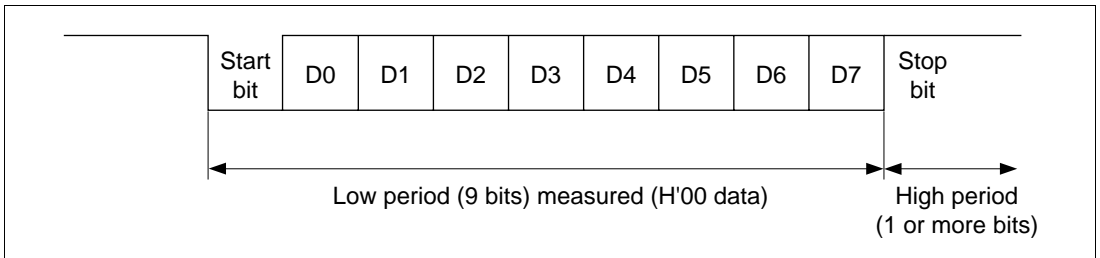 Start
bit
D0
D1
D2
D3
D4
D5
D6
D7
Stop
bit
Low period (9 bits) measured (H'00 data)
High period
(1 or more bits)